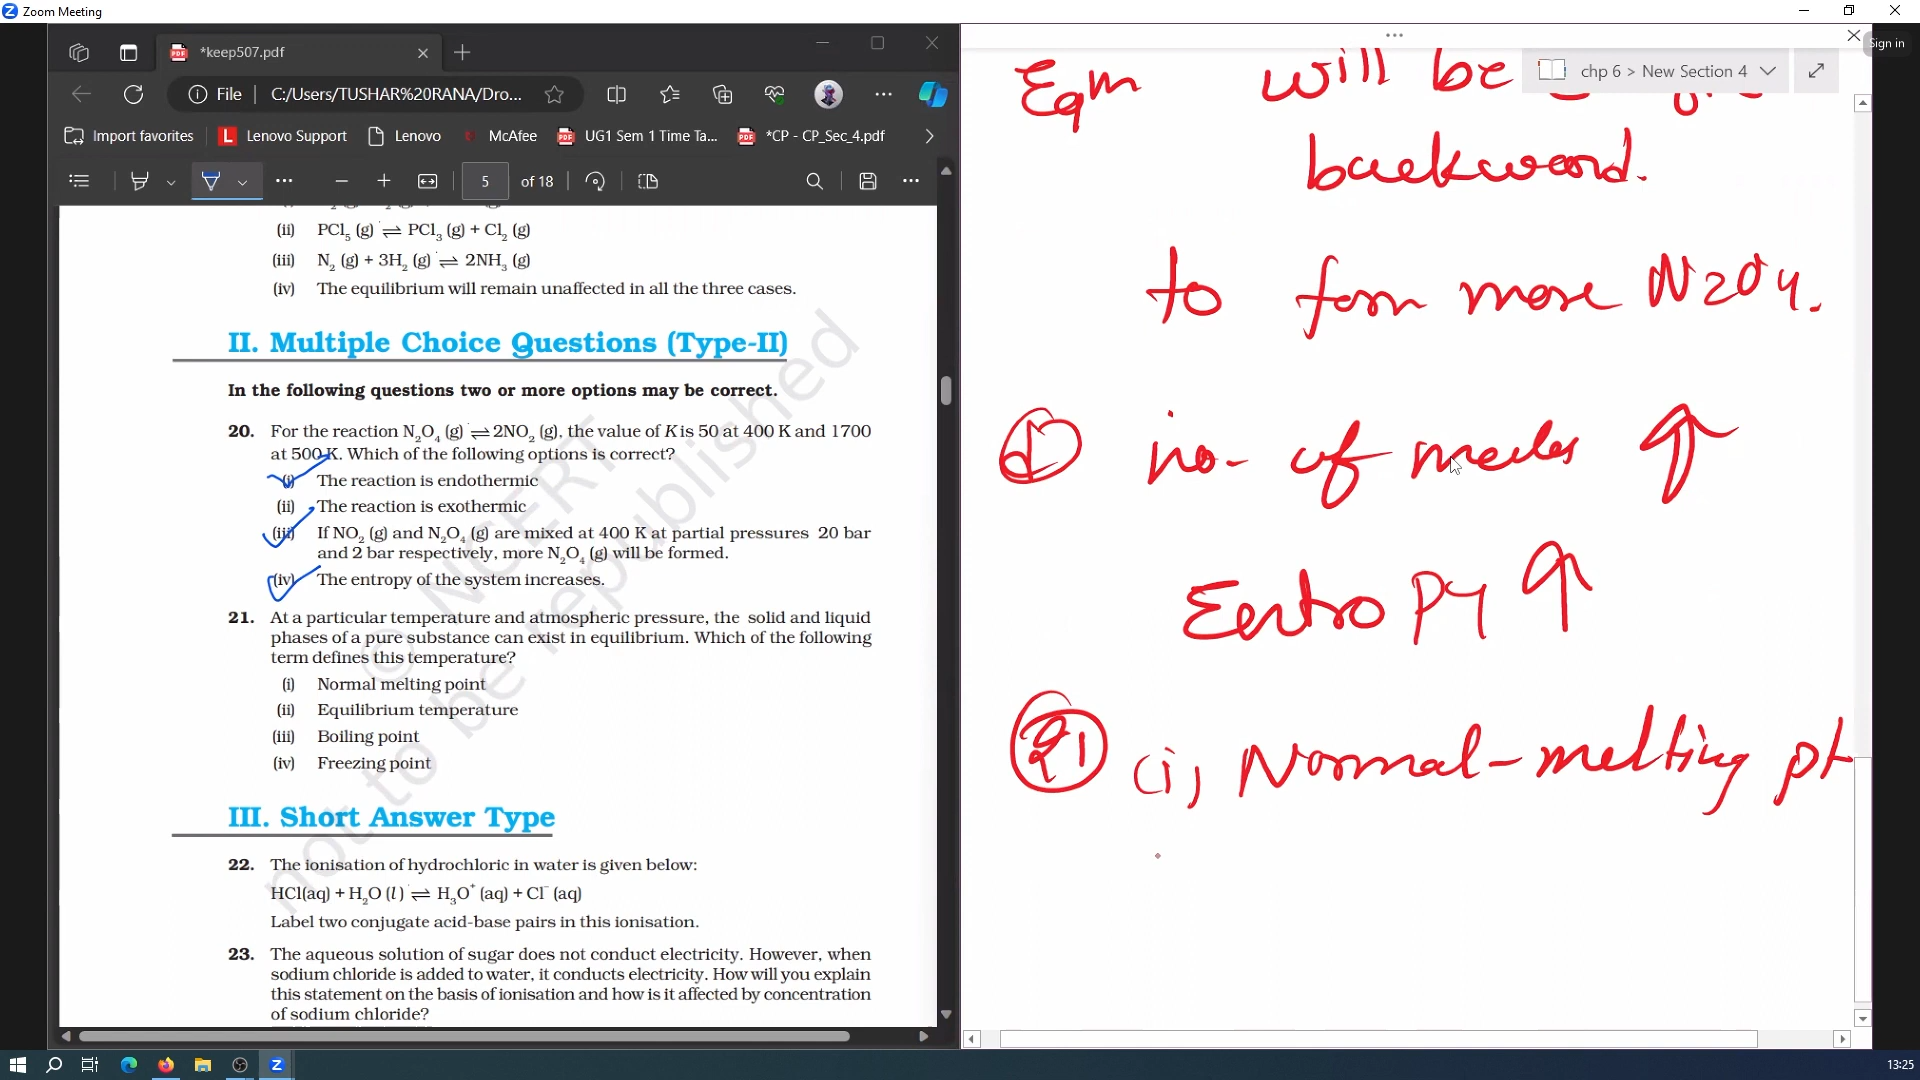 Zoom Meeting
*keep507.pdf
Sign in
File C:/Users/TUSHAR%20RANA/Dro...
Import favorites Lenovo Support Lenovo McAfee UG1 Sem 1 Time Ta... *CP - CP_Sec_4.pdf
5 of 18
(ii) PCl₅ (g) ⇌ PCl₃ (g) + Cl₂ (g)
(iii) N₂ (g) + 3H₂ (g) ⇌ 2NH₃ (g)
(iv) The equilibrium will remain unaffected in all the three cases.
II. Multiple Choice Questions (Type-II)
In the following questions two or more options may be correct.
20. For the reaction N₂O₄ (g) ⇌ 2NO₂ (g), the value of K is 50 at 400 K and 1700
at 500 K. Which of the following options is correct?
(i) The reaction is endothermic
(ii) The reaction is exothermic
(iii) If NO₂ (g) and N₂O₄ (g) are mixed at 400 K at partial pressures 20 bar
and 2 bar respectively, more N₂O₄ (g) will be formed.
(iv) The entropy of the system increases.
21. At a particular temperature and atmospheric pressure, the solid and liquid
phases of a pure substance can exist in equilibrium. Which of the following
term defines this temperature?
(i) Normal melting point
(ii) Equilibrium temperature
(iii) Boiling point
(iv) Freezing point
III. Short Answer Type
22. The ionisation of hydrochloric in water is given below:
HCl(aq) + H₂O (l) ⇌ H₃O⁺ (aq) + Cl⁻ (aq)
Label two conjugate acid-base pairs in this ionisation.
23. The aqueous solution of sugar does not conduct electricity. However, when
sodium chloride is added to water, it conducts electricity. How will you explain
this statement on the basis of ionisation and how is it affected by concentration
of sodium chloride?
© NCERT
not to be republished
chp 6 > New Section 4
Eqm will be
backward.
to form more N2O4.
d no. of moles ↑
Entropy ↑
21 (i) Normal-melting pt
13:25